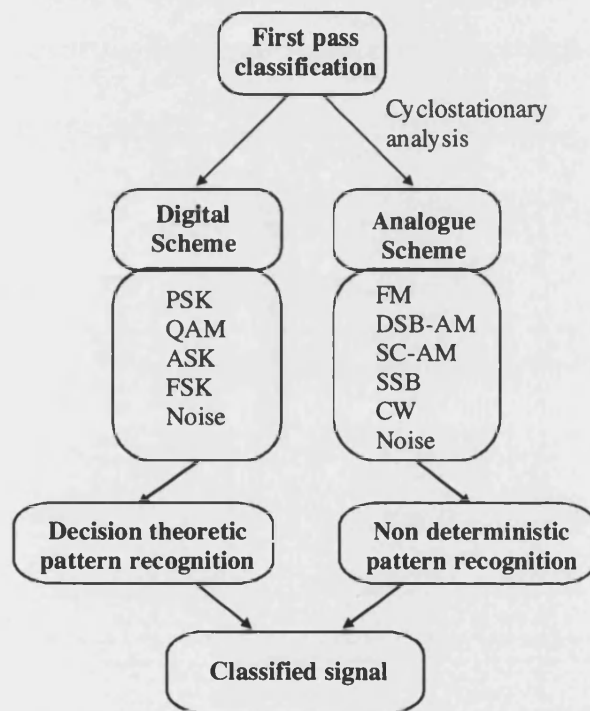 First pass
classification
Cyclostationary
analysis
Digital
Scheme
Analogue
Scheme
PSK
QAM
ASK
FSK
Noise
FM
DSB-AM
SC-AM
SSB
CW
Noise
Decision theoretic
pattern recognition
Non deterministic
pattern recognition
Classified signal